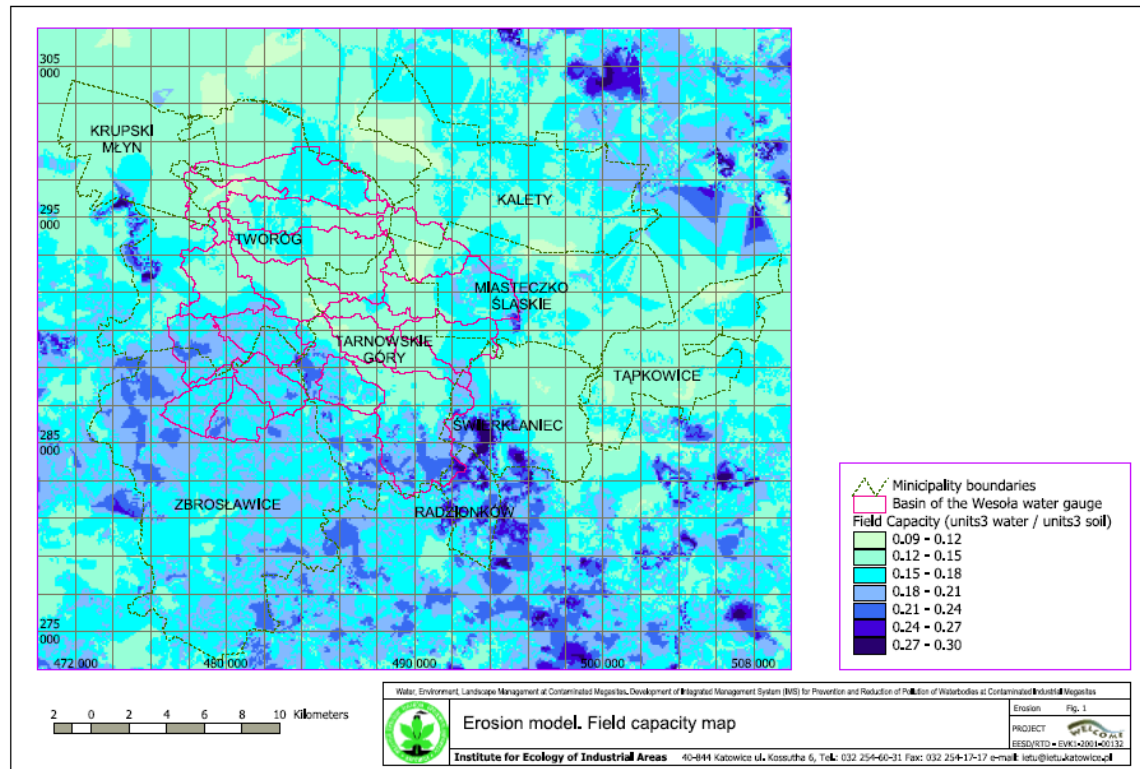 305
000
KRUPSKI
MŁYN
KALETY
295
000
TWORÓG
MIASTECZKO
ŚLĄSKIE
TARNOWSKIE
GÓRY
TĄPKOWICE
ŚWIERKLANIEC
285
000
ZBROSŁAWICE
RADZIONKÓW
275
000
472 000
480 000
490 000
500 000
508 000
Minicipality boundaries
Basin of the Wesoła water gauge
Field Capacity (units3 water / units3 soil)
0.09 - 0.12
0.12 - 0.15
0.15 - 0.18
0.18 - 0.21
0.21 - 0.24
0.24 - 0.27
0.27 - 0.30
2 0 2 4 6 8 10 Kilometers
Water, Environment, Landscape Management at Contaminated Megasites. Development of Integrated Management System (IMS) for Prevention and Reduction of Pollution of Waterbodies at Contaminated Industrial Megasites
Erosion model. Field capacity map
Erosion Fig. 1
PROJECT WELCOME
EESD/RTD - EVK1-2001-00132
Institute for Ecology of Industrial Areas 40-844 Katowice ul. Kossutha 6, Tel.: 032 254-60-31 Fax: 032 254-17-17 e-mail: ietu@ietu.katowice.pl